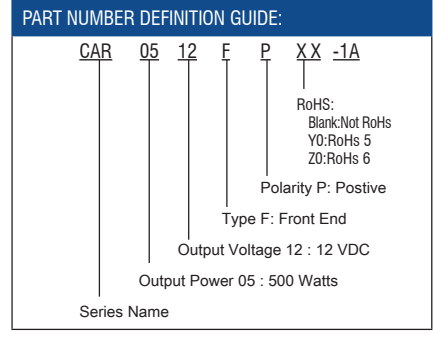 PART NUMBER DEFINITION GUIDE:
CAR 05 12 F P X X -1A
RoHS:
Blank:Not RoHs
Y0:RoHs 5
Z0:RoHs 6
Polarity P: Postive
Type F: Front End
Output Voltage 12 : 12 VDC
Output Power 05 : 500 Watts
Series Name